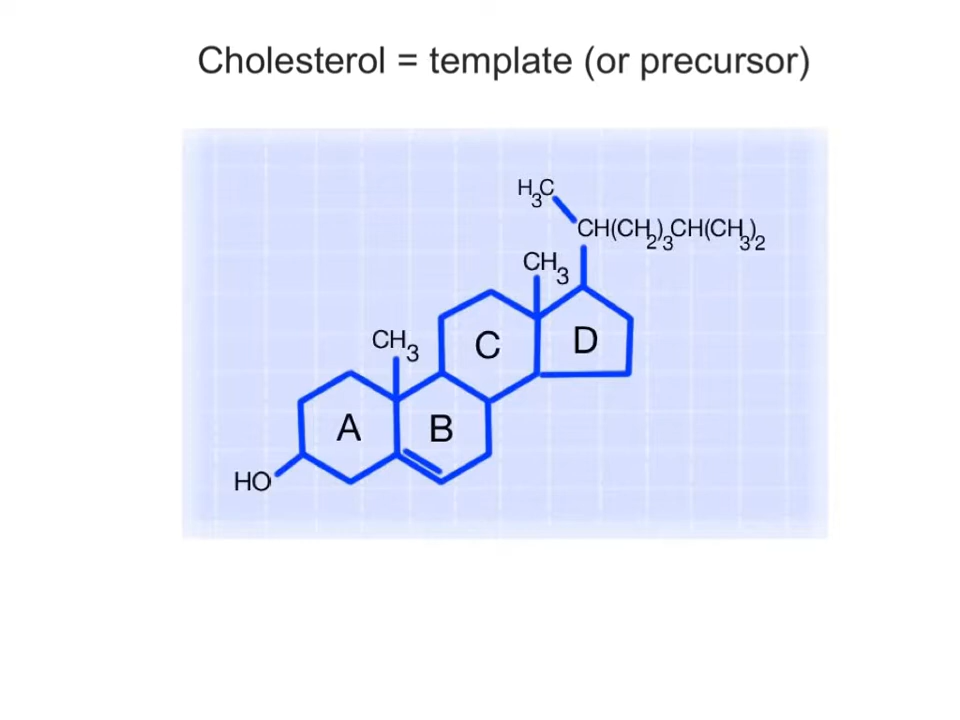 Cholesterol = template (or precursor)
H3C
CH(CH2)3CH(CH3)2
CH3
CH3
C
D
A
B
HO